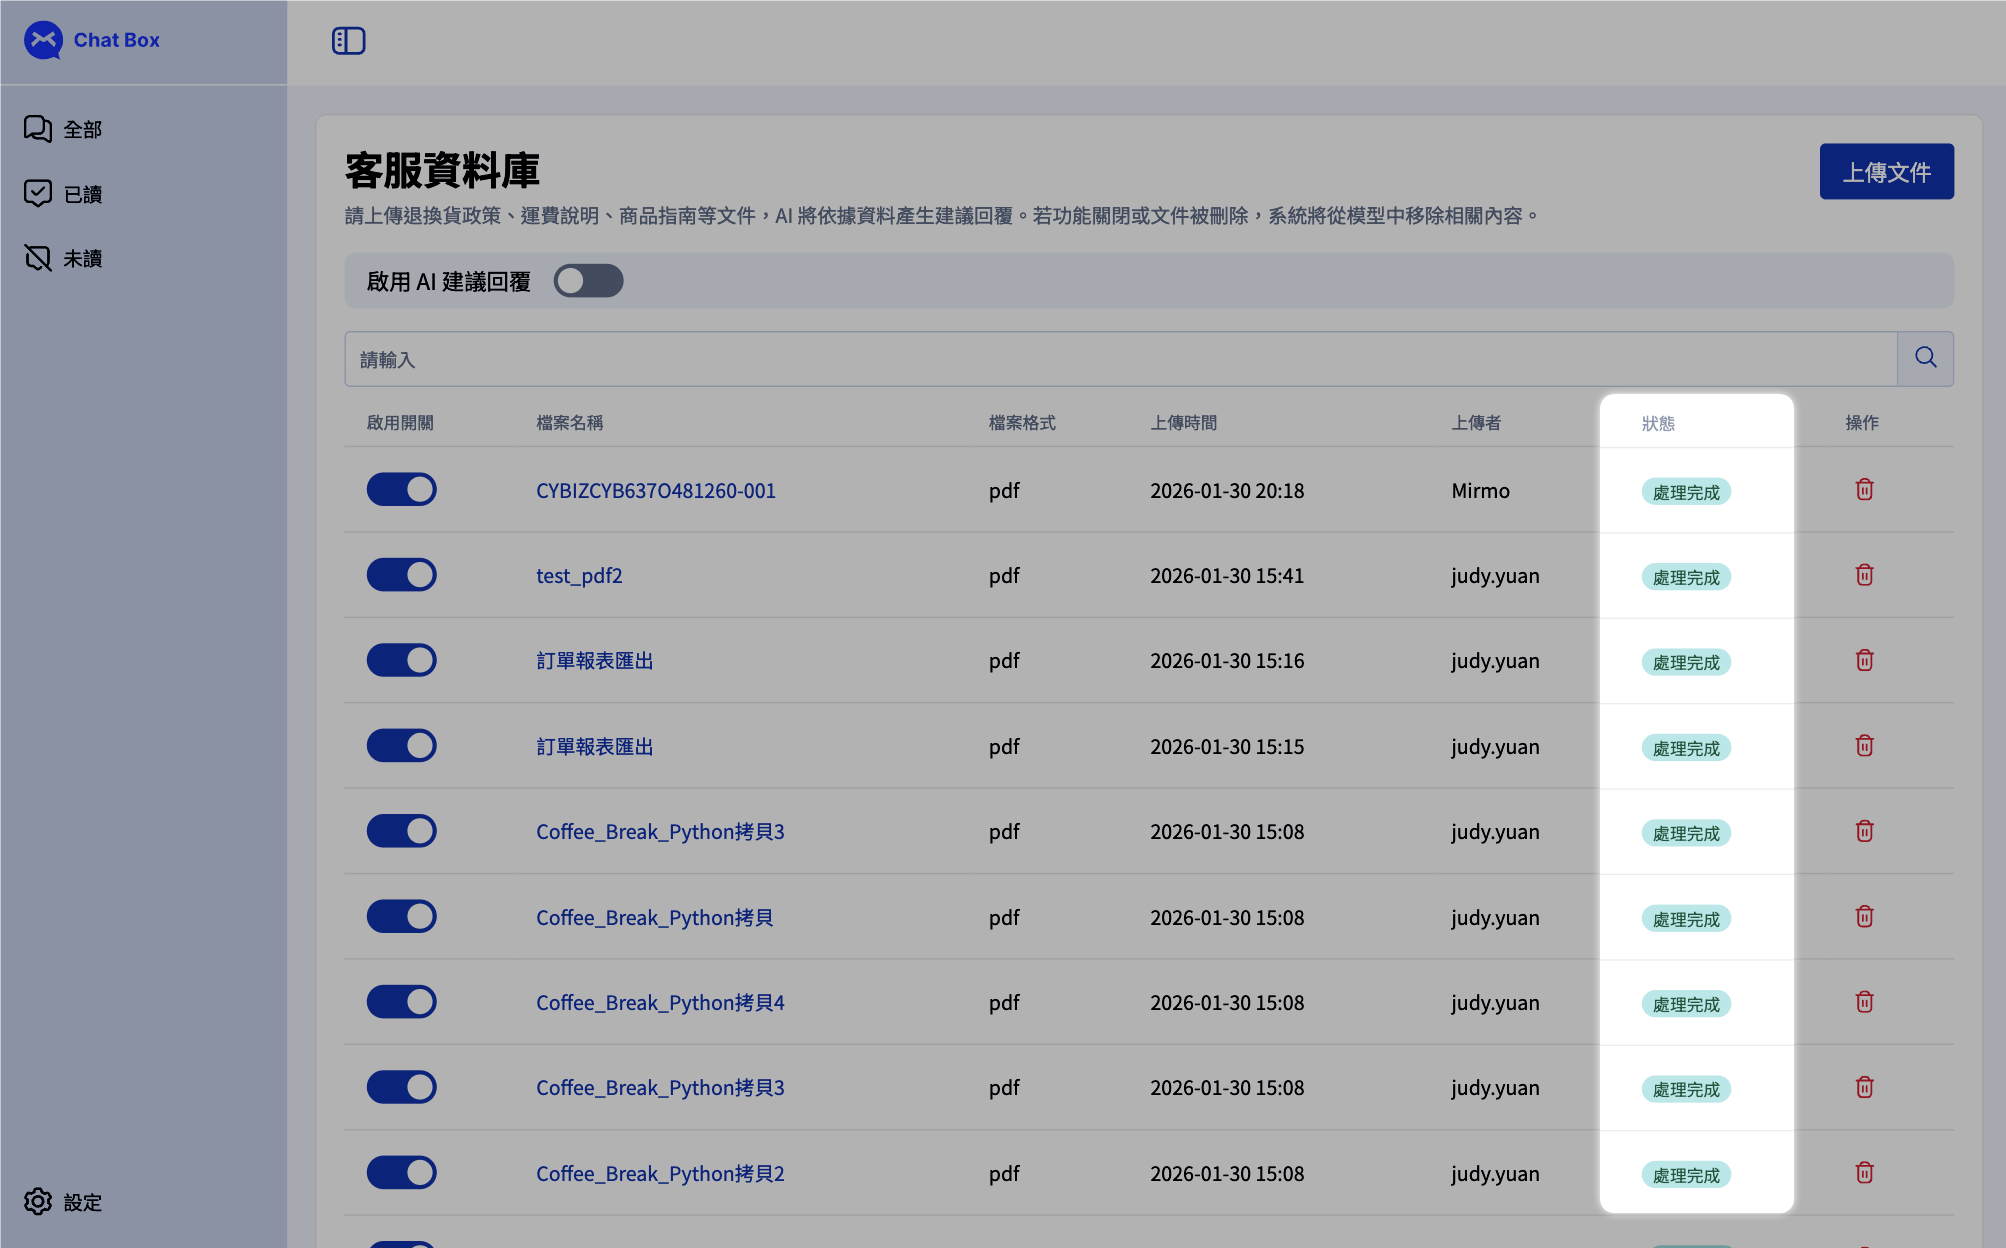 Chat Box
全部
已讀
未讀
設定
客服資料庫
上傳文件
請上傳退換貨政策、運費說明、商品指南等文件，AI 將依據資料產生建議回覆。若功能關閉或文件被刪除，系統將從模型中移除相關內容。
啟用 AI 建議回覆
請輸入
啟用開關 檔案名稱 檔案格式 上傳時間 上傳者 狀態 操作
CYBIZCYB637O481260-001 pdf 2026-01-30 20:18 Mirmo 處理完成
test_pdf2 pdf 2026-01-30 15:41 judy.yuan 處理完成
訂單報表匯出 pdf 2026-01-30 15:16 judy.yuan 處理完成
訂單報表匯出 pdf 2026-01-30 15:15 judy.yuan 處理完成
Coffee_Break_Python拷貝3 pdf 2026-01-30 15:08 judy.yuan 處理完成
Coffee_Break_Python拷貝 pdf 2026-01-30 15:08 judy.yuan 處理完成
Coffee_Break_Python拷貝4 pdf 2026-01-30 15:08 judy.yuan 處理完成
Coffee_Break_Python拷貝3 pdf 2026-01-30 15:08 judy.yuan 處理完成
Coffee_Break_Python拷貝2 pdf 2026-01-30 15:08 judy.yuan 處理完成